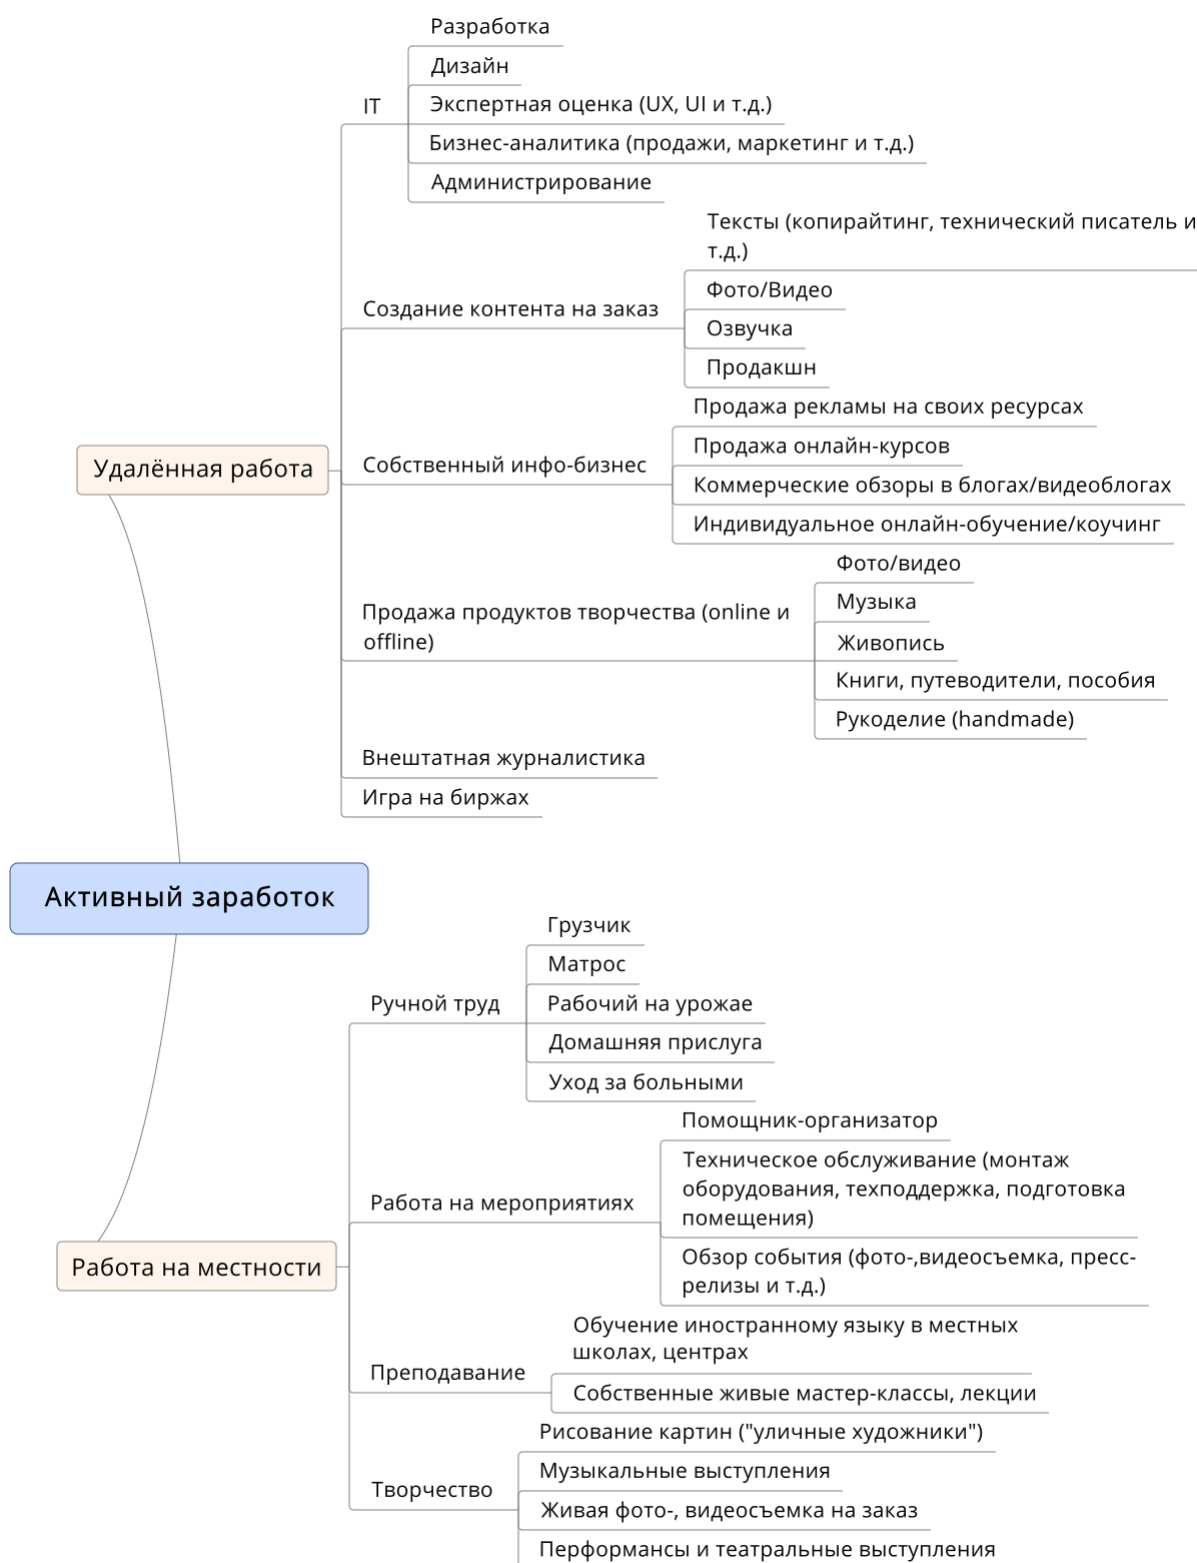 Разработка
Дизайн
IT
Экспертная оценка (UX, UI и т.д.)
Бизнес-аналитика (продажи, маркетинг и т.д.)
Администрирование
Тексты (копирайтинг, технический писатель и
т.д.)
Создание контента на заказ
Фото/Видео
Озвучка
Продакшн
Удалённая работа
Собственный инфо-бизнес
Продажа рекламы на своих ресурсах
Продажа онлайн-курсов
Коммерческие обзоры в блогах/видеоблогах
Индивидуальное онлайн-обучение/коучинг
Продажа продуктов творчества (online и
offline)
Фото/видео
Музыка
Живопись
Книги, путеводители, пособия
Рукоделие (handmade)
Внештатная журналистика
Игра на биржах
Активный заработок
Ручной труд
Грузчик
Матрос
Рабочий на урожае
Домашняя прислуга
Уход за больными
Работа на мероприятиях
Помощник-организатор
Техническое обслуживание (монтаж
оборудования, техподдержка, подготовка
помещения)
Обзор события (фото-,видеосъемка, пресс-
релизы и т.д.)
Работа на местности
Преподавание
Обучение иностранному языку в местных
школах, центрах
Собственные живые мастер-классы, лекции
Творчество
Рисование картин ("уличные художники")
Музыкальные выступления
Живая фото-, видеосъемка на заказ
Перформансы и театральные выступления